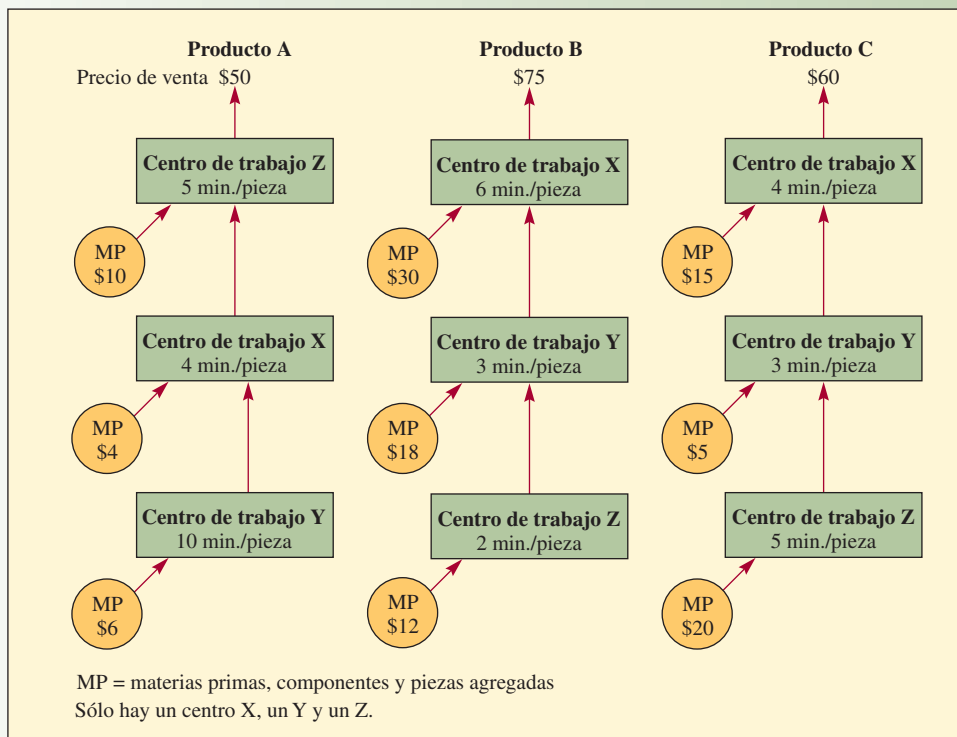 Producto A
Producto B
Producto C
Precio de venta $50
$75
$60
Centro de trabajo Z
5 min./pieza
Centro de trabajo X
6 min./pieza
Centro de trabajo X
4 min./pieza
MP
$10
MP
$30
MP
$15
Centro de trabajo X
4 min./pieza
Centro de trabajo Y
3 min./pieza
Centro de trabajo Y
3 min./pieza
MP
$4
MP
$18
MP
$5
Centro de trabajo Y
10 min./pieza
Centro de trabajo Z
2 min./pieza
Centro de trabajo Z
5 min./pieza
MP
$6
MP
$12
MP
$20
MP = materias primas, componentes y piezas agregadas
Sólo hay un centro X, un Y y un Z.